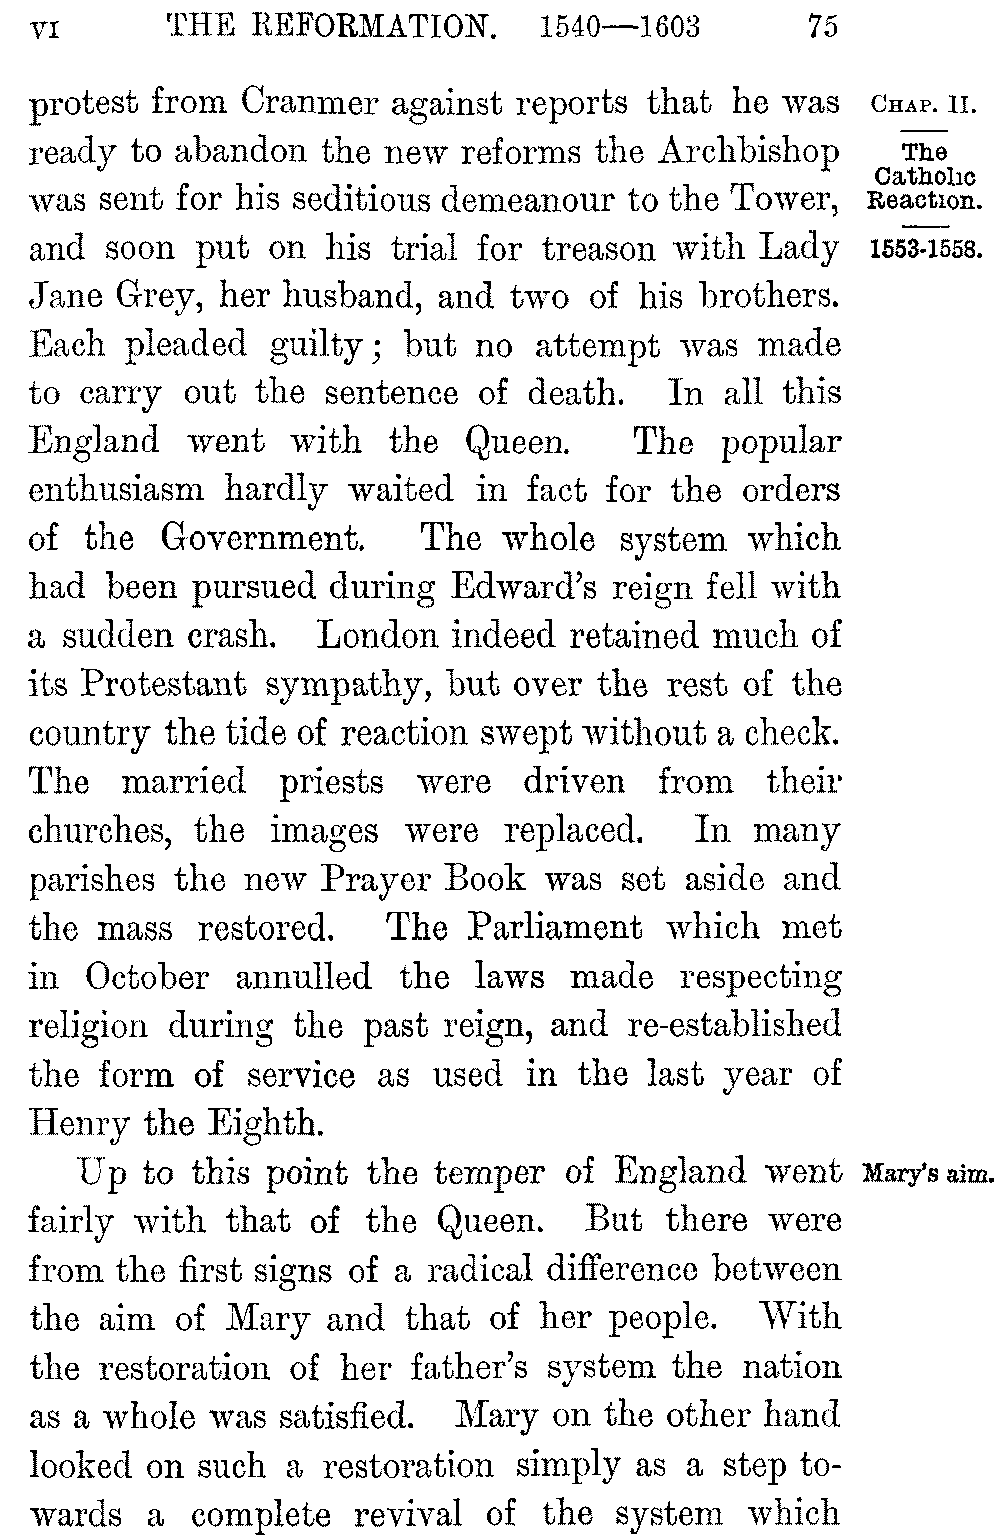 VI THE REFORMATION. 1540—1603 75
protest from Cranmer against reports that he was
ready to abandon the new reforms the Archbishop
was sent for his seditious demeanour to the Tower,
and soon put on his trial for treason with Lady
Jane Grey, her husband, and two of his brothers.
Each pleaded guilty; but no attempt was made
to carry out the sentence of death. In all this
England went with the Queen. The popular
enthusiasm hardly waited in fact for the orders
of the Government. The whole system which
had been pursued during Edward's reign fell with
a sudden crash. London indeed retained much of
its Protestant sympathy, but over the rest of the
country the tide of reaction swept without a check.
The married priests were driven from their
churches, the images were replaced. In many
parishes the new Prayer Book was set aside and
the mass restored. The Parliament which met
in October annulled the laws made respecting
religion during the past reign, and re-established
the form of service as used in the last year of
Henry the Eighth.
Up to this point the temper of England went
fairly with that of the Queen. But there were
from the first signs of a radical difference between
the aim of Mary and that of her people. With
the restoration of her father's system the nation
as a whole was satisfied. Mary on the other hand
looked on such a restoration simply as a step to-
wards a complete revival of the system which
CHAP. II.
The
Catholic
Reaction.
1553-1558.
Mary's aim.